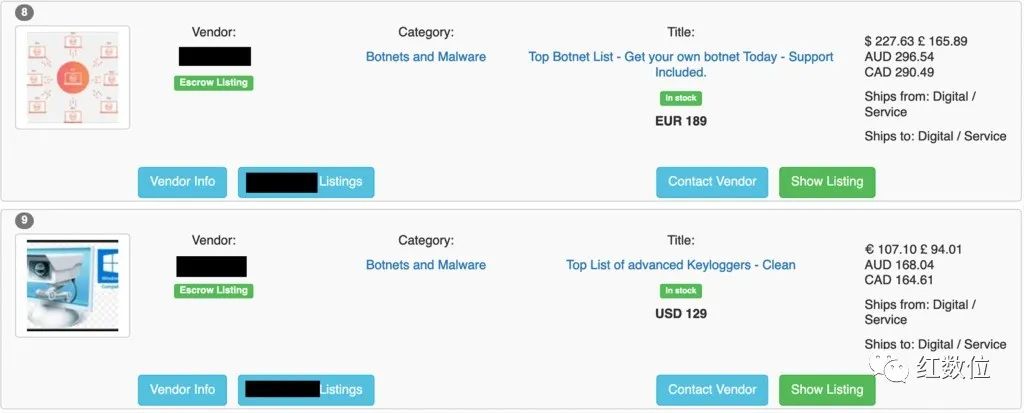 8
Vendor:
Category:
Title:
Escrow Listing
Botnets and Malware
Top Botnet List - Get your own botnet Today - Support
Included.
In stock
EUR 189
$ 227.63 £ 165.89
AUD 296.54
CAD 290.49
Ships from: Digital /
Service
Ships to: Digital / Service
Vendor Info
Listings
Contact Vendor
Show Listing
9
Vendor:
Category:
Title:
Escrow Listing
Botnets and Malware
Top List of advanced Keyloggers - Clean
In stock
USD 129
€ 107.10 £ 94.01
AUD 168.04
CAD 164.61
Ships from: Digital /
Service
Ships to: Digital / Service
Vendor Info
Listings
Contact Vendor
Show Listing
红数位